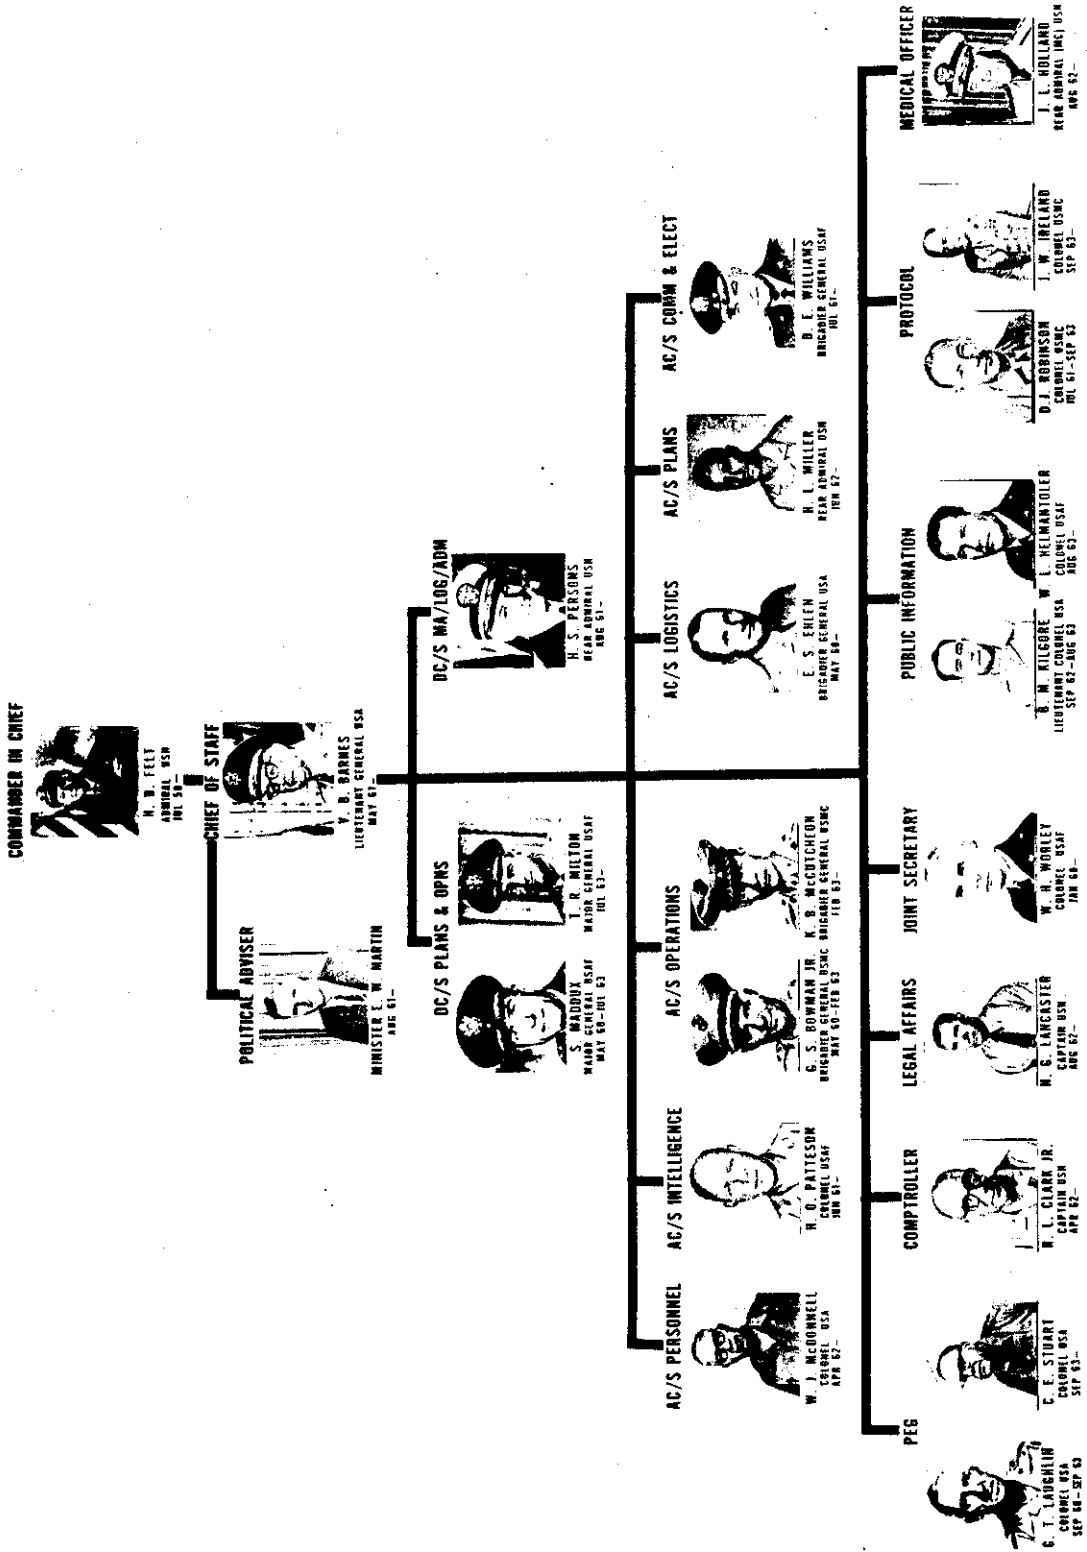 COMMANDER IN CHIEF
H. D. FELT
ADMIRAL USN
JUL 58—
POLITICAL ADVISER
MINISTER E. W. MARTIN
AUG 61—
CHIEF OF STAFF
V. B. BARNES
LIEUTENANT GENERAL USA
MAY 61—
DC/S PLANS & OPNS
S. MADDUX
MAJOR GENERAL USAF
MAY 60—JUL 63
T. R. MILTON
MAJOR GENERAL USAF
JUL 63—
DC/S MA/LOG/ADM
H. S. PERSONS
REAR ADMIRAL USN
AUG 61—
AC/S PERSONNEL
W. J. McDONNELL
COLONEL USA
APR 62—
AC/S INTELLIGENCE
H. O. PATTESON
COLONEL USAF
JUN 61—
AC/S OPERATIONS
G. S. BOWMAN JR.
BRIGADIER GENERAL USMC
MAY 60—FEB 63
K. B. McCUTCHEON
BRIGADIER GENERAL USMC
FEB 63—
AC/S LOGISTICS
E. S. EHLEN
BRIGADIER GENERAL USA
MAY 60—
AC/S PLANS
H. L. MILLER
REAR ADMIRAL USN
JUN 62—
AC/S COMM & ELECT
B. E. WILLIAMS
BRIGADIER GENERAL USAF
JUL 61—
PEG
G. T. LAUGHLIN
COLONEL USA
SEP 60—SEP 63
C. E. STUART
COLONEL USA
SEP 63—
COMPTROLLER
R. L. CLARK JR.
CAPTAIN USN
APR 62—
LEGAL AFFAIRS
N. G. LANCASTER
CAPTAIN USN
AUG 62—
JOINT SECRETARY
W. H. WORLEY
COLONEL USAF
JAN 60—
PUBLIC INFORMATION
B. M. KILGORE
LIEUTENANT COLONEL USA
SEP 62—AUG 63
W. L. HELMANTOLER
COLONEL USAF
AUG 63—
PROTOCOL
D. J. ROBINSON
COLONEL USMC
JUL 61—SEP 63
J. W. IRELAND
COLONEL USMC
SEP 63—
MEDICAL OFFICER
J. L. HOLLAND
REAR ADMIRAL (MC) USN
AUG 62—